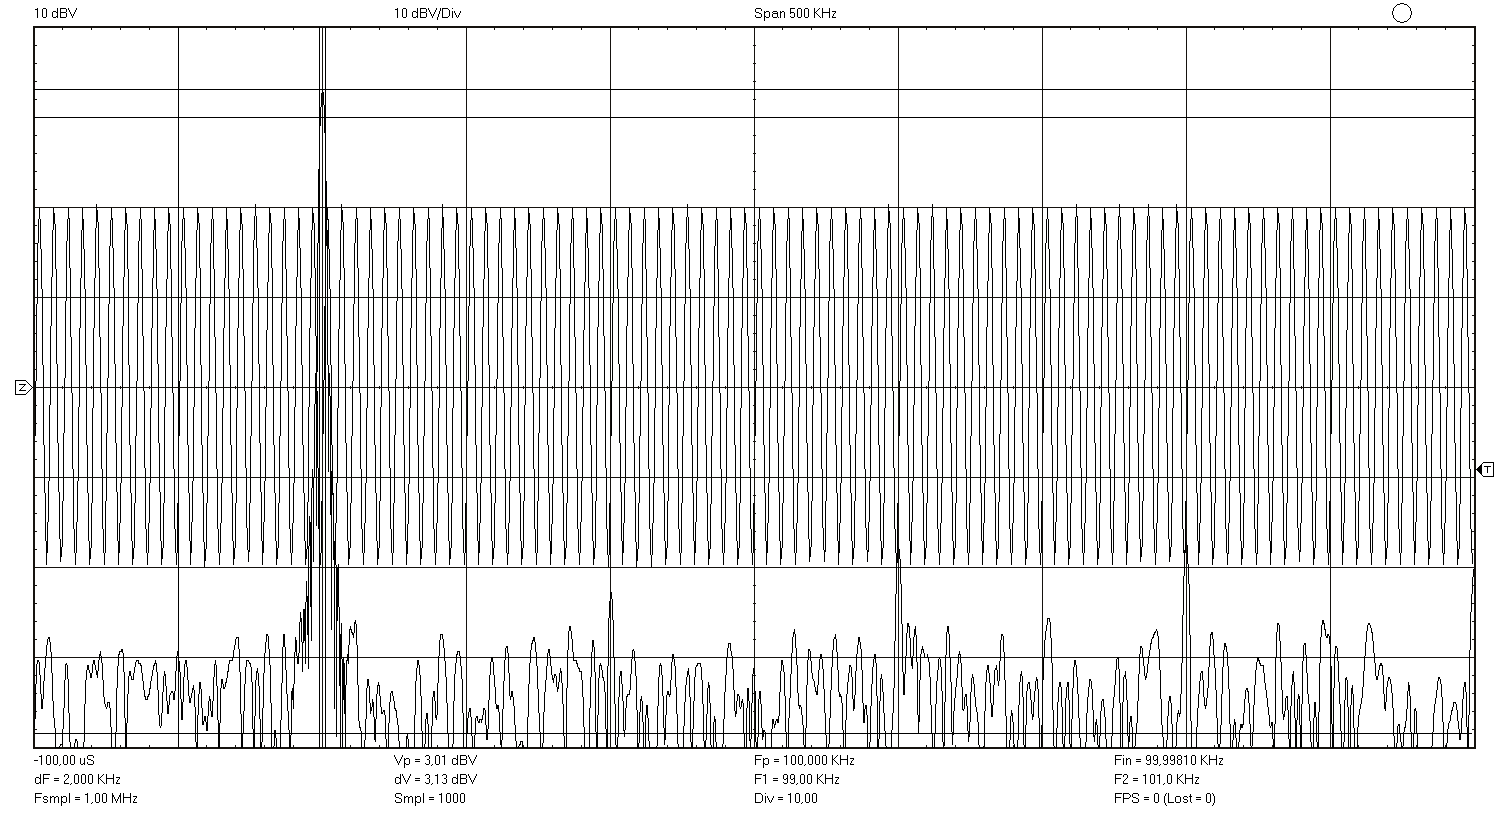 10 dBV 10 dBV/Div Span 500 KHz
Z
T
-100,00 uS Vp = 3,01 dBV Fp = 100,000 KHz Fin = 99,99810 KHz
dF = 2,000 KHz dV = 3,13 dBV F1 = 99,00 KHz F2 = 101,0 KHz
Fsmpl = 1,00 MHz Smpl = 1000 Div = 10,00 FPS = 0 (Lost = 0)